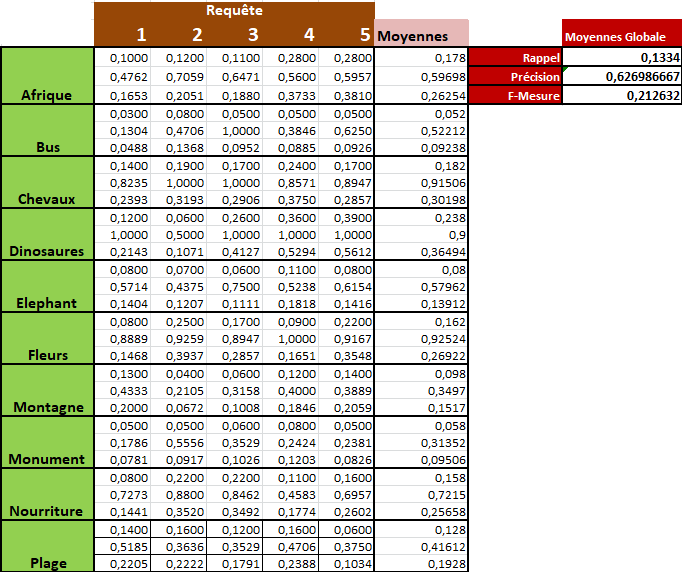 Requête
1 2 3 4 5 Moyennes Moyennes Globale
0,1000 0,1200 0,1100 0,2800 0,2800 0,178 Rappel 0,1334
0,4762 0,7059 0,6471 0,5600 0,5957 0,59698 Précision 0,626986667
Afrique 0,1653 0,2051 0,1880 0,3733 0,3810 0,26254 F-Mesure 0,212632
0,0300 0,0800 0,0500 0,0500 0,0500 0,052
0,1304 0,4706 1,0000 0,3846 0,6250 0,52212
Bus 0,0488 0,1368 0,0952 0,0885 0,0926 0,09238
0,1400 0,1900 0,1700 0,2400 0,1700 0,182
0,8235 1,0000 1,0000 0,8571 0,8947 0,91506
Chevaux 0,2393 0,3193 0,2906 0,3750 0,2857 0,30198
0,1200 0,0600 0,2600 0,3600 0,3900 0,238
1,0000 0,5000 1,0000 1,0000 1,0000 0,9
Dinosaures 0,2143 0,1071 0,4127 0,5294 0,5612 0,36494
0,0800 0,0700 0,0600 0,1100 0,0800 0,08
0,5714 0,4375 0,7500 0,5238 0,6154 0,57962
Elephant 0,1404 0,1207 0,1111 0,1818 0,1416 0,13912
0,0800 0,2500 0,1700 0,0900 0,2200 0,162
0,8889 0,9259 0,8947 1,0000 0,9167 0,92524
Fleurs 0,1468 0,3937 0,2857 0,1651 0,3548 0,26922
0,1300 0,0400 0,0600 0,1200 0,1400 0,098
0,4333 0,2105 0,3158 0,4000 0,3889 0,3497
Montagne 0,2000 0,0672 0,1008 0,1846 0,2059 0,1517
0,0500 0,0500 0,0600 0,0800 0,0500 0,058
0,1786 0,5556 0,3529 0,2424 0,2381 0,31352
Monument 0,0781 0,0917 0,1026 0,1203 0,0826 0,09506
0,0800 0,2200 0,2200 0,1100 0,1600 0,158
0,7273 0,8800 0,8462 0,4583 0,6957 0,7215
Nourriture 0,1441 0,3520 0,3492 0,1774 0,2602 0,25658
0,1400 0,1600 0,1200 0,1600 0,0600 0,128
0,5185 0,3636 0,3529 0,4706 0,3750 0,41612
Plage 0,2205 0,2222 0,1791 0,2388 0,1034 0,1928